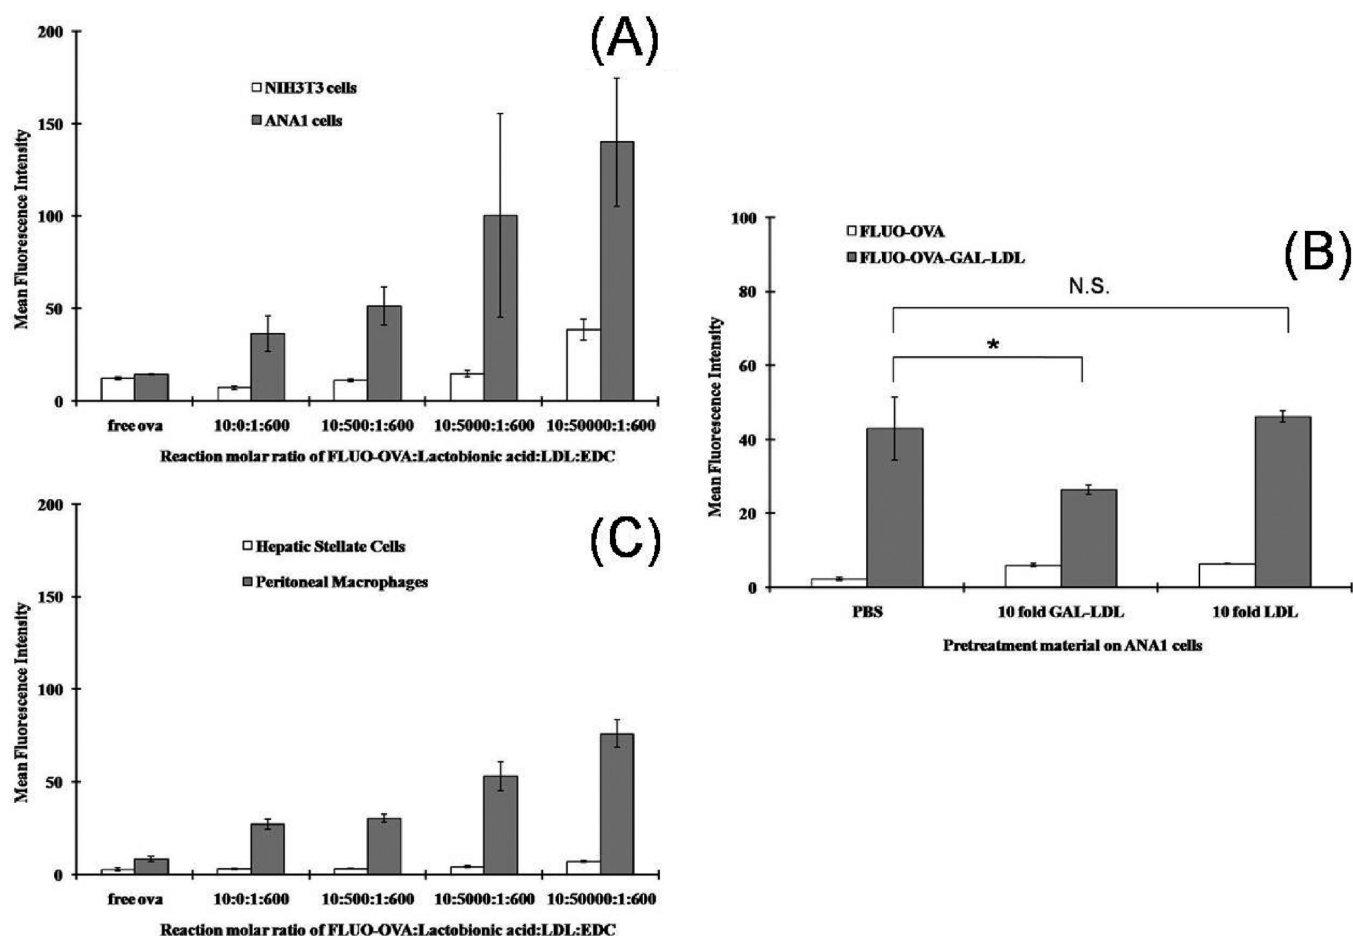 (A)
200
150
100
50
0
Mean Fluorescence Intensity
NIH3T3 cells
ANA1 cells
free ova 10:0:1:600 10:500:1:600 10:5000:1:600 10:50000:1:600
Reaction molar ratio of FLUO-OVA:Lactobionic acid:LDL:EDC
(B)
100
80
60
40
20
0
Mean Fluorescence Intensity
FLUO-OVA
FLUO-OVA-GAL-LDL
N.S.
*
PBS 10 fold GAL-LDL 10 fold LDL
Pretreatment material on ANA1 cells
(C)
200
150
100
50
0
Mean Fluorescence Intensity
Hepatic Stellate Cells
Peritoneal Macrophages
free ova 10:0:1:600 10:500:1:600 10:5000:1:600 10:50000:1:600
Reaction molar ratio of FLUO-OVA:Lactobionic acid:LDL:EDC